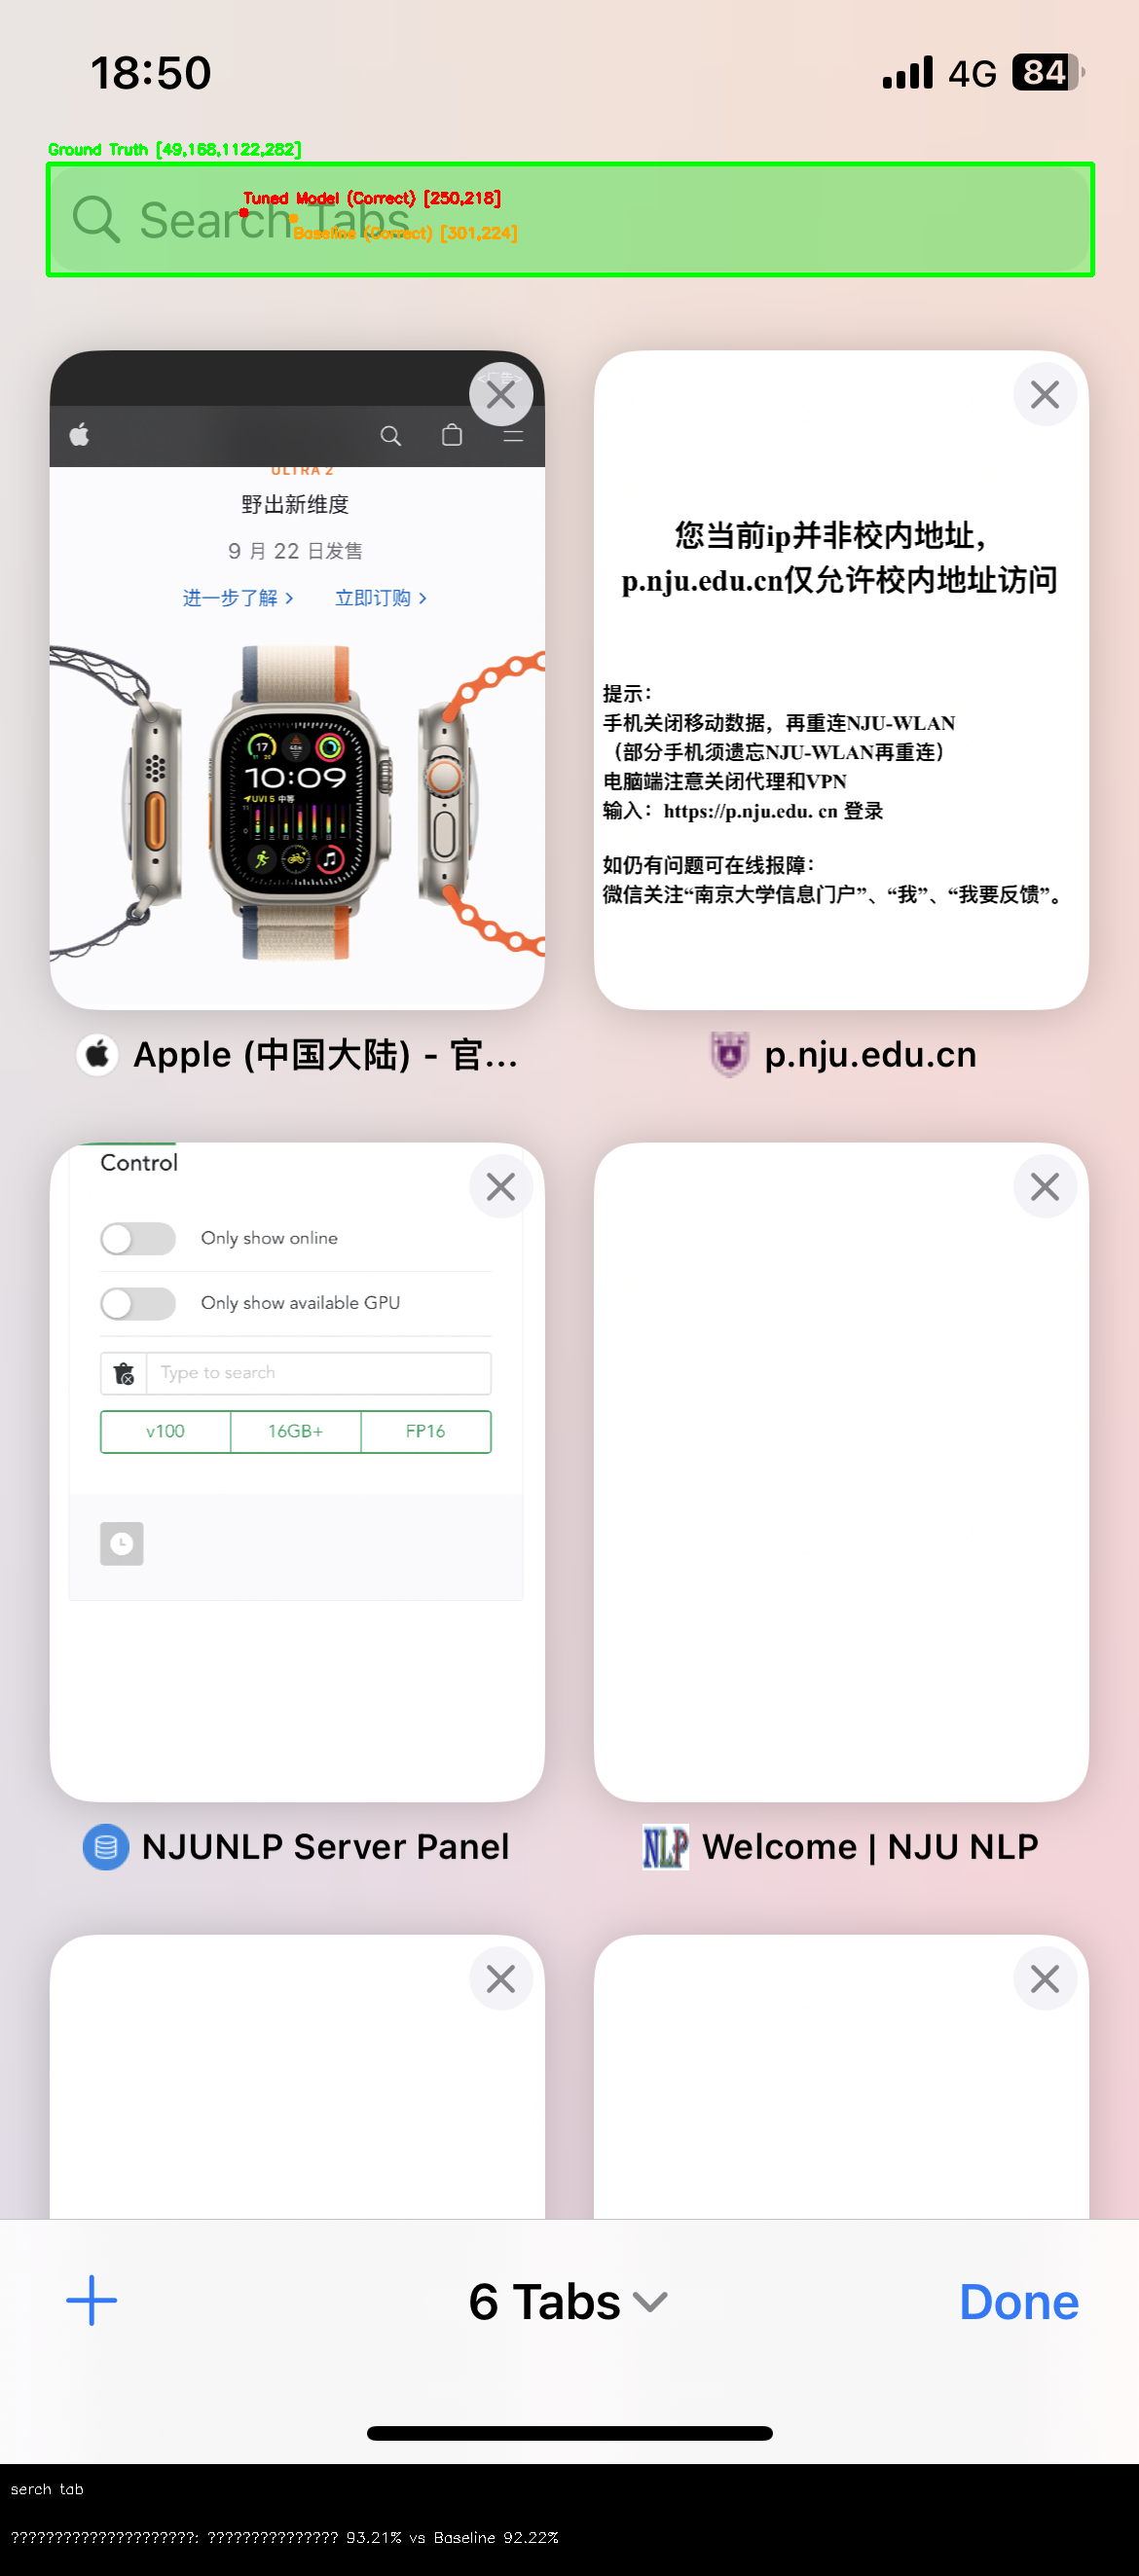 18:50
4G 84
Ground Truth [49,168,1122,282]
Tuned Model (Correct) [250,218]
Search Tabs
Baseline (Correct) [301,224]
<广告>
ULTRA 2
野出新维度
9 月 22 日发售
进一步了解 > 立即订购 >
17
10:09
UVI 5 中等
您当前ip并非校内地址,
p.nju.edu.cn仅允许校内地址访问
提示:
手机关闭移动数据，再重连NJU-WLAN
（部分手机须遗忘NJU-WLAN再重连）
电脑端注意关闭代理和VPN
输入：https://p.nju.edu. cn 登录
如仍有问题可在线报障：
微信关注“南京大学信息门户”、“我”、“我要反馈”。
Apple (中国大陆) - 官...
p.nju.edu.cn
Control
Only show online
Only show available GPU
Type to search
v100 16GB+ FP16
NJUNLP Server Panel
NLP
Welcome | NJU NLP
6 Tabs
Done
serch tab
?????????????????????: ??????????????? 93.21% vs Baseline 92.22%